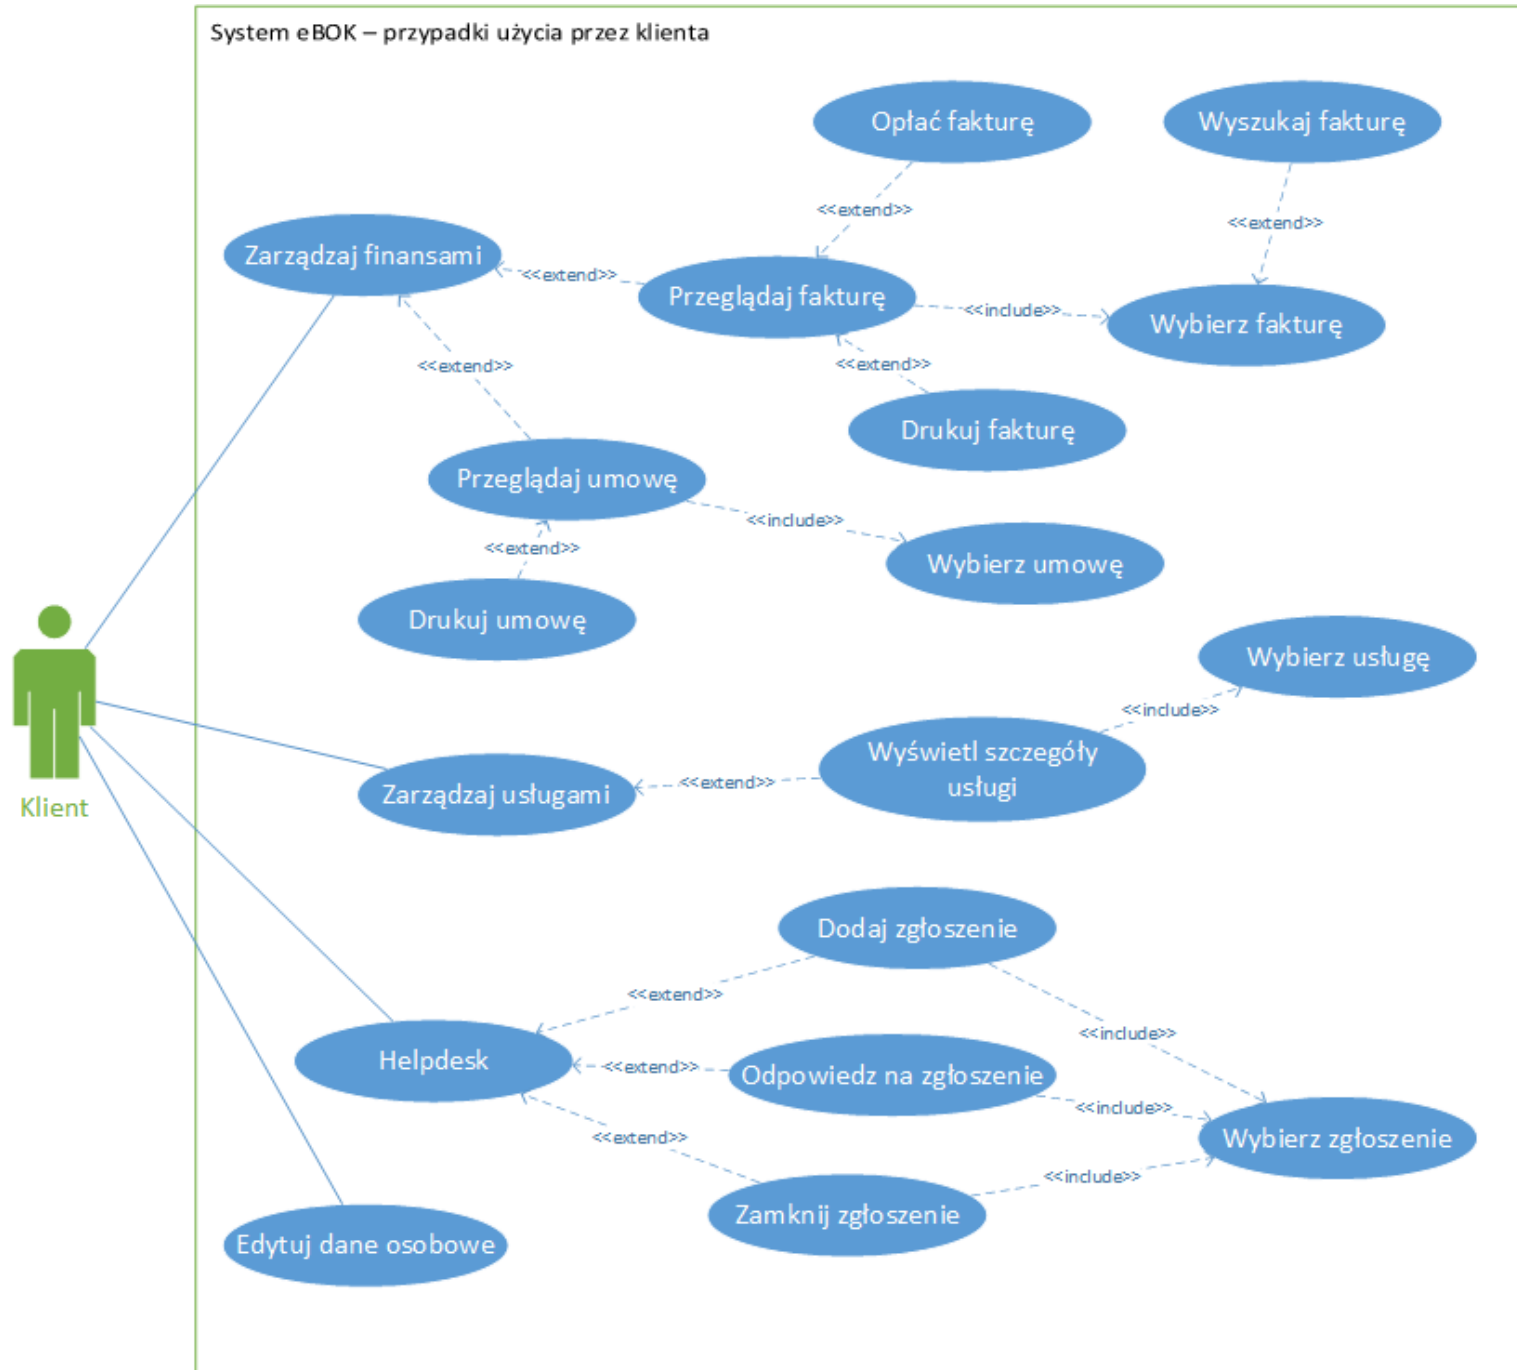 System eBOK – przypadki użycia przez klienta
Opłać fakturę
Wyszukaj fakturę
<<extend>>
<<extend>>
Zarządzaj finansami
<<extend>>
Przeglądaj fakturę
<<include>>
Wybierz fakturę
<<extend>>
<<extend>>
Drukuj fakturę
Przeglądaj umowę
<<include>>
<<extend>>
Wybierz umowę
Drukuj umowę
Wybierz usługę
<<include>>
Wyświetl szczegóły
usługi
<<extend>>
Zarządzaj usługami
Klient
Dodaj zgłoszenie
<<extend>>
<<include>>
Helpdesk
<<extend>>
Odpowiedz na zgłoszenie
<<include>>
<<extend>>
Wybierz zgłoszenie
<<include>>
Zamknij zgłoszenie
Edytuj dane osobowe